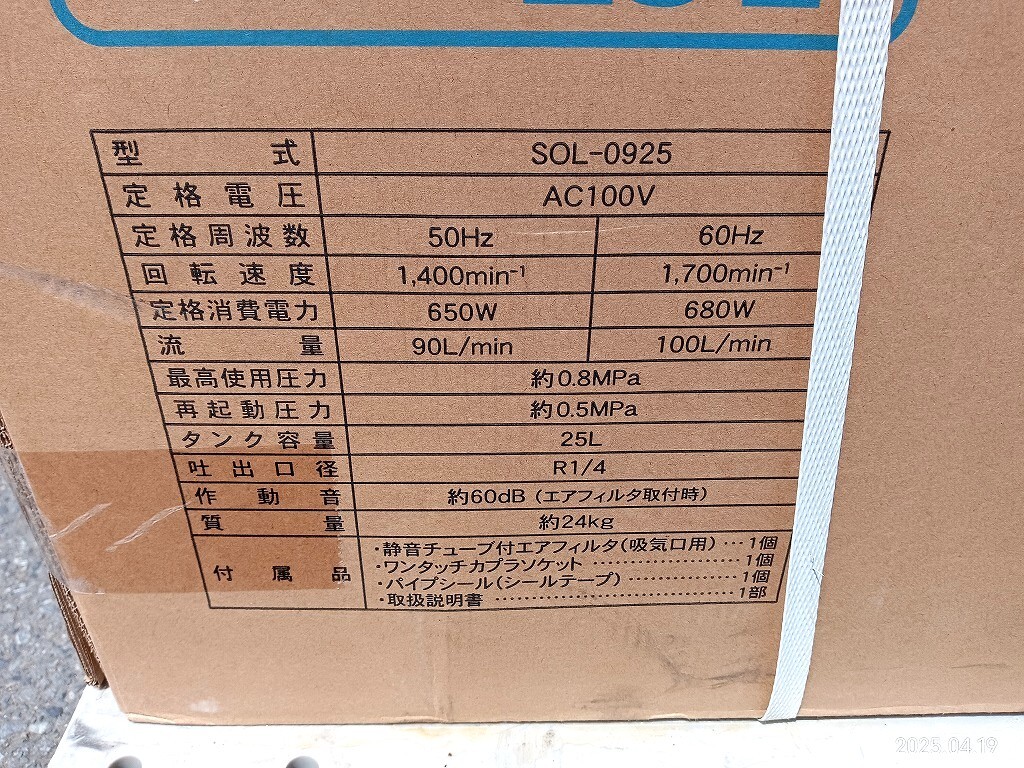 型式 SOL-0925
定格電圧 AC100V
定格周波数 50Hz 60Hz
回転速度 1,400min⁻¹ 1,700min⁻¹
定格消費電力 650W 680W
流量 90L/min 100L/min
最高使用圧力 約0.8MPa
再起動圧力 約0.5MPa
タンク容量 25L
吐出口径 R1/4
作動音 約60dB(エアフィルタ取付時)
質量 約24kg
付属品 ・静音チューブ付エアフィルタ(吸気口用)…1個
・ワンタッチカプラソケット………………1個
・パイプシール(シールテープ)……………1個
・取扱説明書……………………………1部
2025.04.19